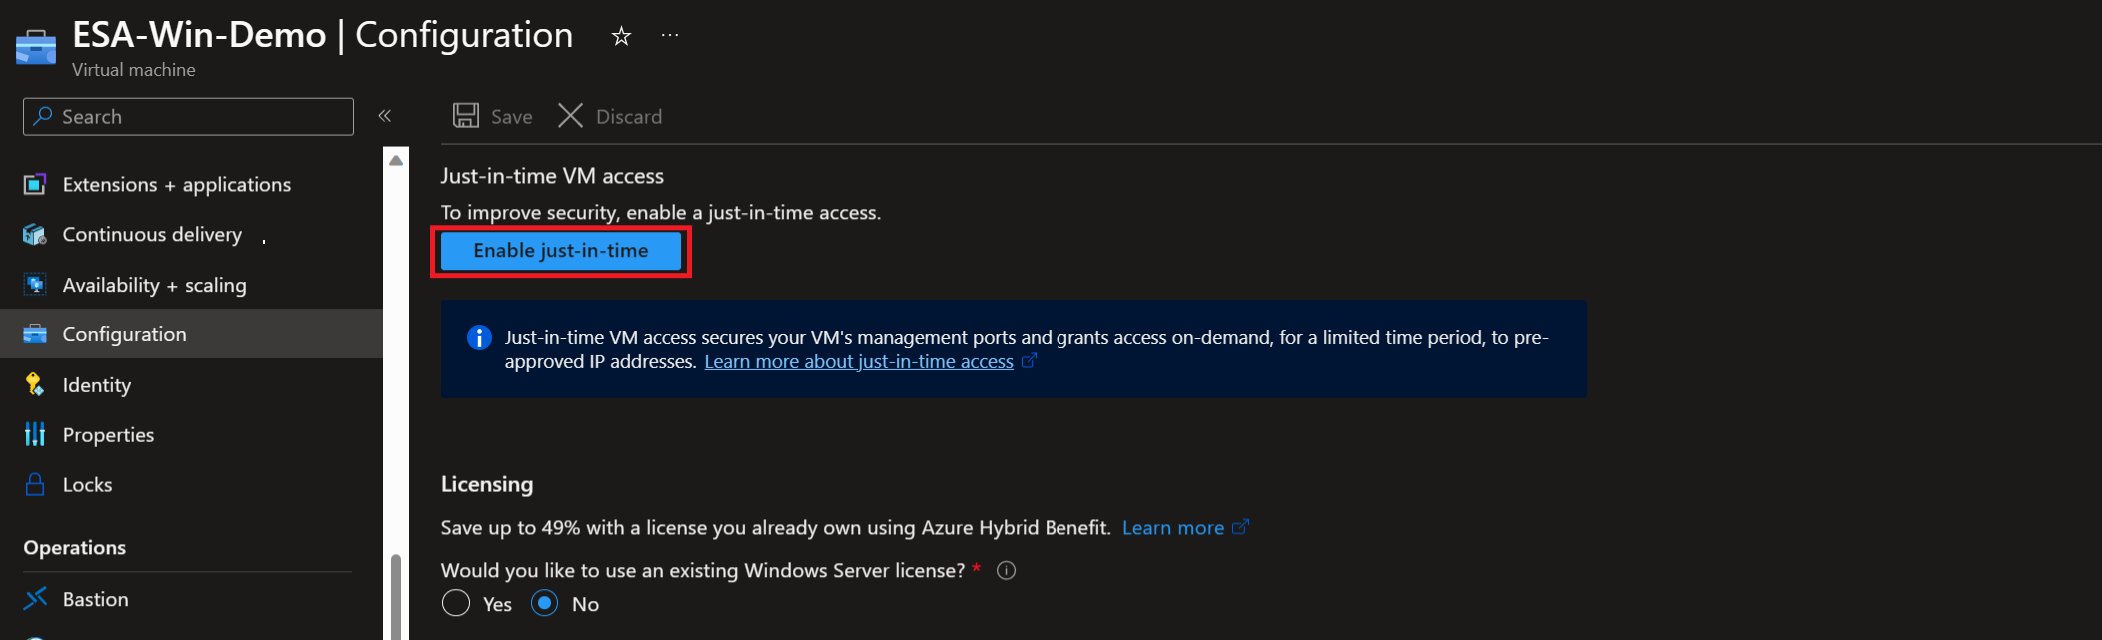 ESA-Win-Demo | Configuration
Virtual machine
Search
Save
Discard
Extensions + applications
Continuous delivery
Availability + scaling
Configuration
Identity
Properties
Locks
Operations
Bastion
Just-in-time VM access
To improve security, enable a just-in-time access.
Enable just-in-time
Just-in-time VM access secures your VM's management ports and grants access on-demand, for a limited time period, to pre-
approved IP addresses. Learn more about just-in-time access
Licensing
Save up to 49% with a license you already own using Azure Hybrid Benefit. Learn more
Would you like to use an existing Windows Server license? *
Yes
No